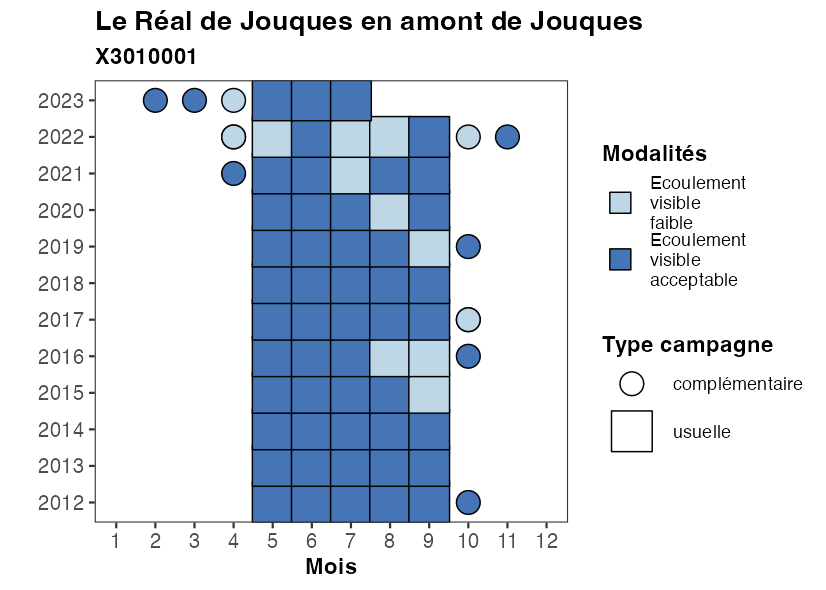 Le Réal de Jouques en amont de Jouques
X3010001
2023
2022
2021
2020
2019
2018
2017
2016
2015
2014
2013
2012
1 2 3 4 5 6 7 8 9 10 11 12
Mois
Modalités
Ecoulement
visible
faible
Ecoulement
visible
acceptable
Type campagne
complémentaire
usuelle